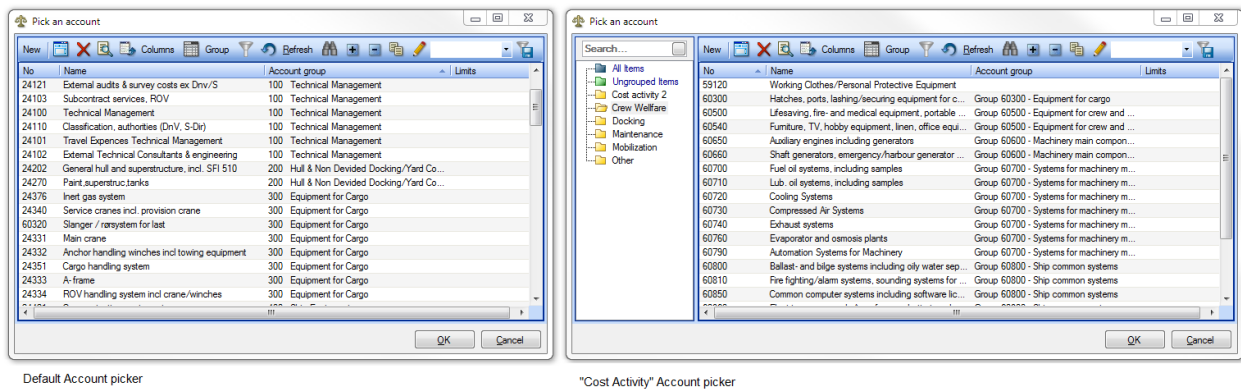 Pick an account
New Columns Group Refresh
No Name Account group Limits
24121 External audits & survey costs ex Dnv/S 100 Technical Management
24103 Subcontract services, ROV 100 Technical Management
24100 Technical Management 100 Technical Management
24110 Classification, authorities (DnV, S-Dir) 100 Technical Management
24101 Travel Expences Technical Management 100 Technical Management
24102 External Technical Consultants & engineering 100 Technical Management
24202 General hull and superstructure, incl. SFI 510 200 Hull & Non Devided Docking/Yard Co...
24270 Paint,superstruc,tanks 200 Hull & Non Devided Docking/Yard Co...
24376 Inert gas system 300 Equipment for Cargo
24340 Service cranes incl. provision crane 300 Equipment for Cargo
60320 Slanger / rørsystem for last 300 Equipment for Cargo
24331 Main crane 300 Equipment for Cargo
24332 Anchor handling winches incl towing equipment 300 Equipment for Cargo
24351 Cargo handling system 300 Equipment for Cargo
24333 A-frame 300 Equipment for Cargo
24334 ROV handling system incl crane/winches 300 Equipment for Cargo
OK Cancel
Default Account picker
Pick an account
Search...
All Items
Ungrouped Items
Cost activity 2
Crew Wellfare
Docking
Maintenance
Mobilization
Other
New Columns Group Refresh
No Name Account group Limits
59120 Working Clothes/Personal Protective Equipment
60300 Hatches, ports, lashing/securing equipment for c... Group 60300 - Equipment for cargo
60500 Lifesaving, fire- and medical equipment, portable ... Group 60500 - Equipment for crew and ...
60540 Furniture, TV, hobby equipment, linen, office equi... Group 60500 - Equipment for crew and ...
60650 Auxiliary engines including generators Group 60600 - Machinery main compon...
60660 Shaft generators, emergency/harbour generator ... Group 60600 - Machinery main compon...
60700 Fuel oil systems, including samples Group 60700 - Systems for machinery m...
60710 Lub. oil systems, including samples Group 60700 - Systems for machinery m...
60720 Cooling Systems Group 60700 - Systems for machinery m...
60730 Compressed Air Systems Group 60700 - Systems for machinery m...
60740 Exhaust systems Group 60700 - Systems for machinery m...
60760 Evaporator and osmosis plants Group 60700 - Systems for machinery m...
60790 Automation Systems for Machinery Group 60700 - Systems for machinery m...
60800 Ballast- and bilge systems including oily water sep... Group 60800 - Ship common systems
60810 Fire fighting/alarm systems, sounding systems for ... Group 60800 - Ship common systems
60850 Common computer systems including software lic... Group 60800 - Ship common systems
OK Cancel
"Cost Activity" Account picker